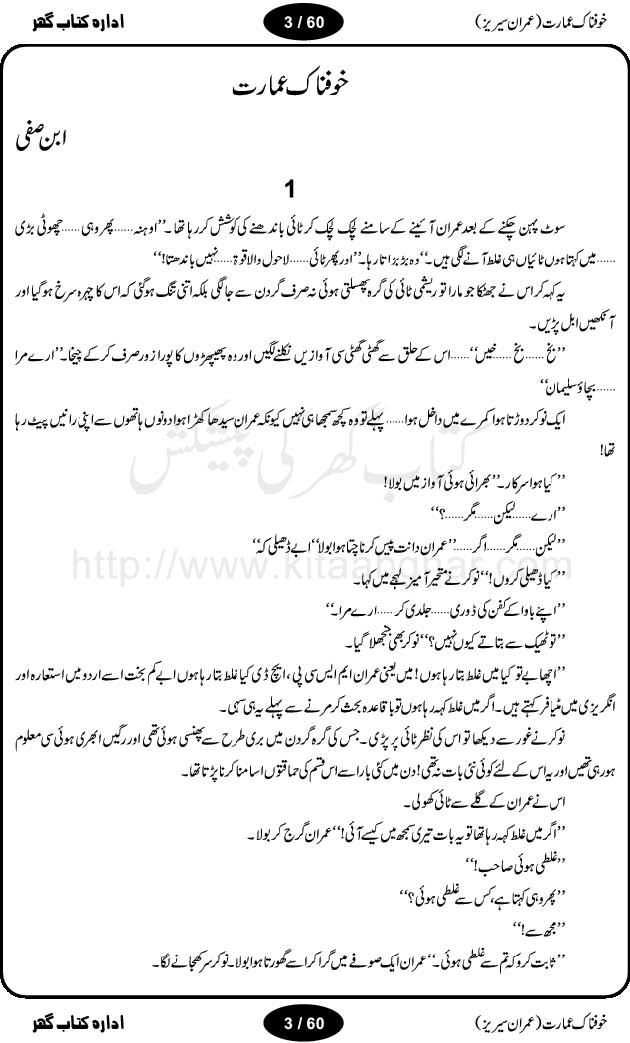 خوفناک عمارت (عمران سیریز) 3 / 60 ادارہ کتاب گھر
خوفناک عمارت
ابن صفی
1
سوٹ پہن چکنے کے بعد عمران آئینے کے سامنے لچک لچک کر ٹائی باندھنے کی کوشش کر رہا تھا۔ ’’اوہنہ ...... پھر وہی ...... چھوٹی بڑی
...... میں کہتا ہوں ٹائیاں ہی غلط آنے لگی ہیں۔‘‘ وہ بڑبڑاتا رہا۔ ’’اور پھر ٹائی ...... لاحول ولاقوۃ ...... نہیں باندھتا!‘‘
یہ کہہ کر اس نے جھٹکا جو مارا تو ریشمی ٹائی کی گرہ پھسلتی ہوئی نہ صرف گردن سے جا لگی بلکہ اتنی تنگ ہو گئی کہ اس کا چہرہ سرخ ہو گیا اور
آنکھیں ابل پڑیں۔
’’بخ ...... بخ ...... خیں‘‘ ...... اس کے حلق سے گھٹی گھٹی سی آوازیں نکلنے لگیں اور وہ پھیپھڑوں کا پورا زور صرف کر کے چیخا۔ ’’ارے مرا
...... بچاؤ سلیمان‘‘
ایک نوکر دوڑتا ہوا کمرے میں داخل ہوا ...... پہلے تو وہ کچھ سمجھا ہی نہیں کیونکہ عمران سیدھا کھڑا ہوا دونوں ہاتھوں سے اپنی رانیں پیٹ رہا
تھا!
’’کیا ہوا سرکار۔‘‘ بھرائی ہوئی آواز میں بولا!
’’ارے ...... لیکن ...... مگر ......؟‘‘
’’لیکن ...... مگر ...... اگر ......‘‘ عمران دانت پیس کر ناچتا ہوا بولا ’’ابے ڈھیلی کر‘‘
’’کیا ڈھیلی کروں!‘‘ نوکر نے متحیر آمیز لہجے میں کہا۔
’’اپنے باوا کے کفن کی ڈوری ...... جلدی کر ...... ارے مرا۔‘‘
’’تو ٹھیک سے بتاتے کیوں نہیں؟‘‘ نوکر بھی جھنجھلا گیا۔
’’اچھا بے تو کیا میں غلط بتا رہا ہوں! میں یعنی عمران ایم ایس سی پی، ایچ ڈی کیا غلط بتا رہا ہوں ابے کم بخت اسے اردو میں استعارہ اور
انگریزی میں مٹیافر کہتے ہیں۔ اگر میں غلط کہہ رہا ہوں تو باقاعدہ بحث کر مرنے سے پہلے یہ ہی سہی۔
نوکر نے غور سے دیکھا تو اس کی نظر ٹائی پر پڑی۔ جس کی گرہ گردن میں بری طرح سے پھنسی ہوئی تھی اور رگیں ابھری ہوئی سی معلوم
ہو رہی تھیں اور یہ اس کے لئے کوئی نئی بات نہ تھی! دن میں کئی بار اسے اس قسم کی حماقتوں کا سامنا کرنا پڑتا تھا۔
اس نے عمران کے گلے سے ٹائی کھولی۔
’’اگر میں غلط کہہ رہا تھا تو یہ بات تیری سمجھ میں کیسے آئی!‘‘ عمران گرج کر بولا۔
’’غلطی ہوئی صاحب!‘‘
’’پھر وہی کہتا ہے، کس سے غلطی ہوئی؟‘‘
’’مجھ سے!‘‘
’’ثابت کرو کہ تم سے غلطی ہوئی۔‘‘ عمران ایک صوفے میں گرا کر اسے گھورتا ہوا بولا۔ نوکر سر کھجانے لگا۔
کتاب گھر کی پیشکش
http://www.kitaabghar.com
خوفناک عمارت (عمران سیریز) 3 / 60 ادارہ کتاب گھر